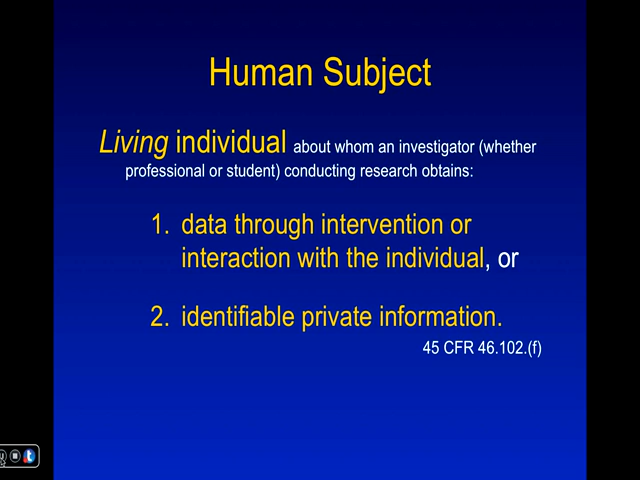 Human Subject
Living individual about whom an investigator (whether
professional or student) conducting research obtains:
1. data through intervention or
interaction with the individual, or
2. identifiable private information.
45 CFR 46.102.(f)